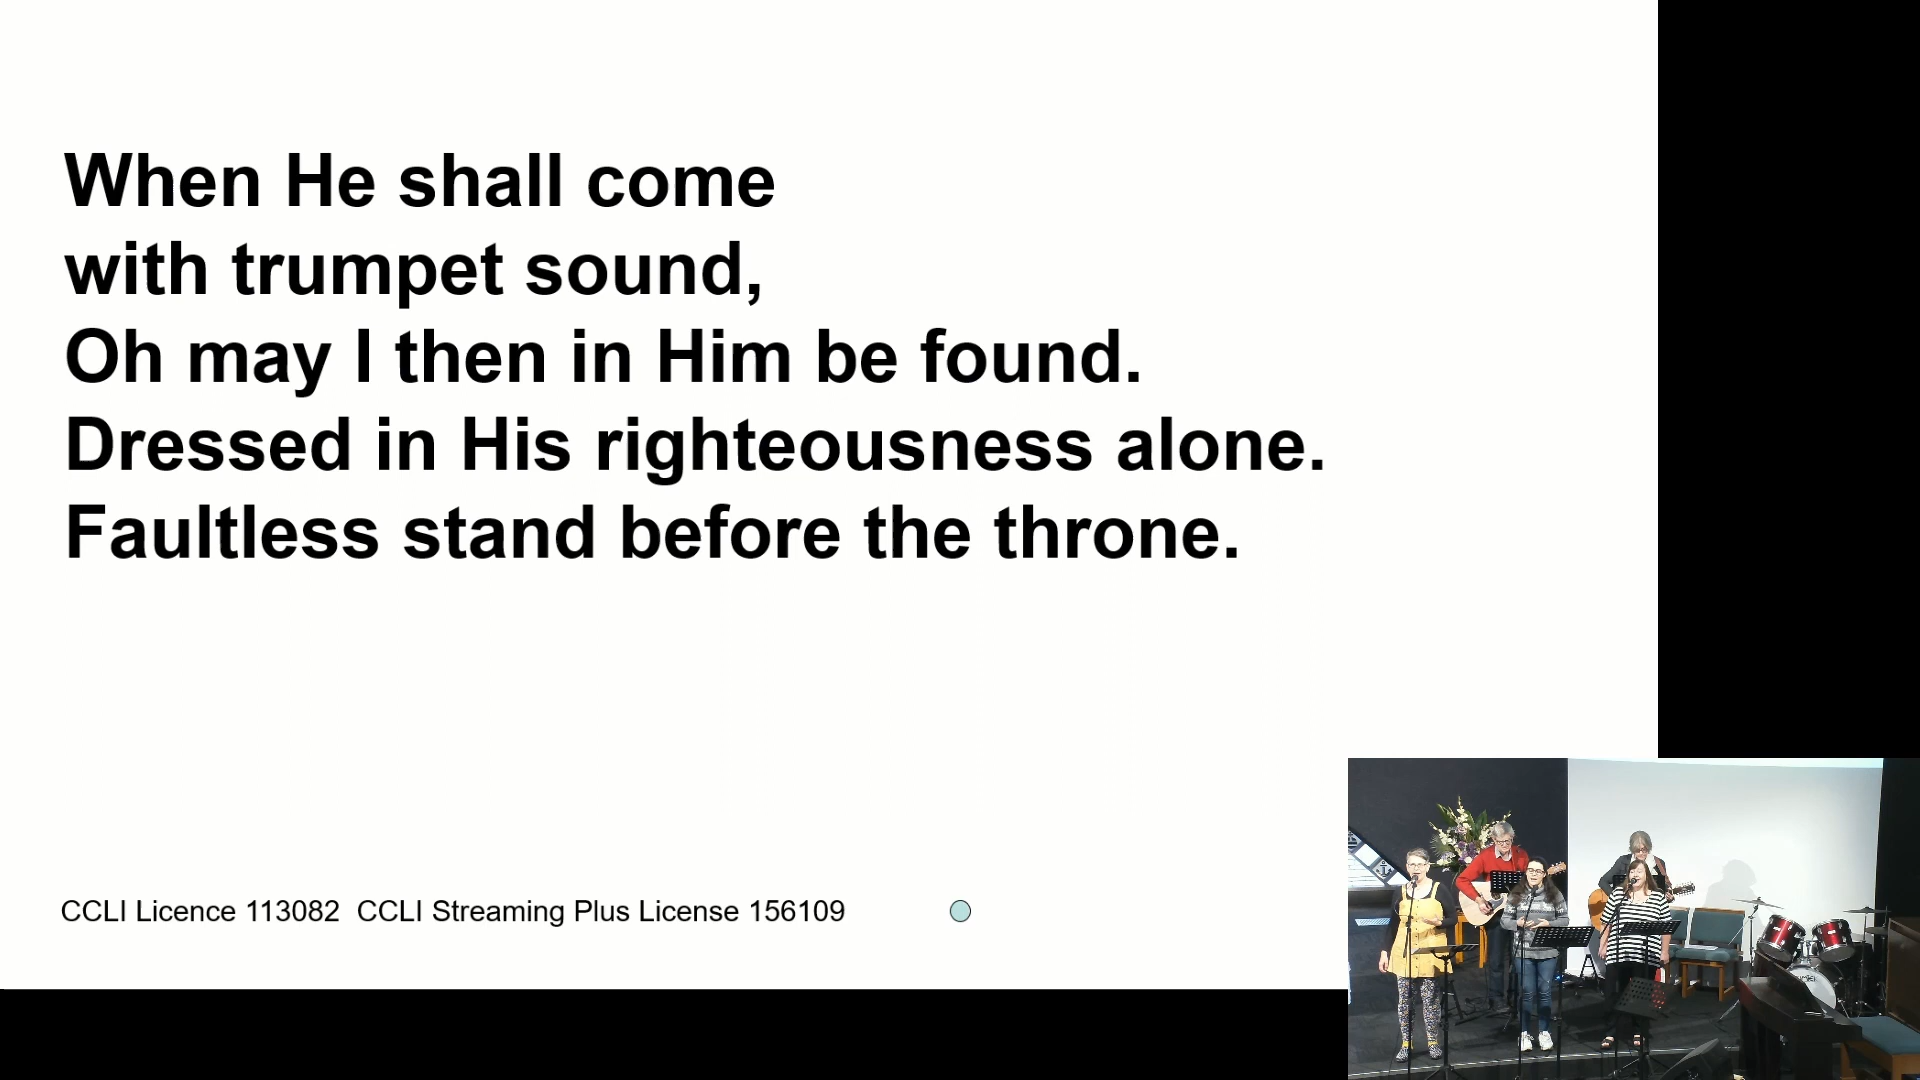 When He shall come
with trumpet sound,
Oh may I then in Him be found.
Dressed in His righteousness alone.
Faultless stand before the throne.
CCLI Licence 113082  CCLI Streaming Plus License 156109